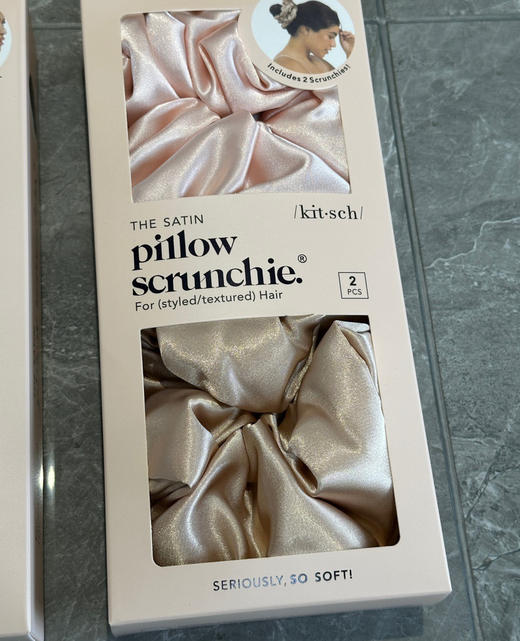 Includes 2 Scrunchies!
/kit·sch/
THE SATIN
pillow
scrunchie.®
For (styled/textured) Hair
2
PCS
SERIOUSLY, SO SOFT!